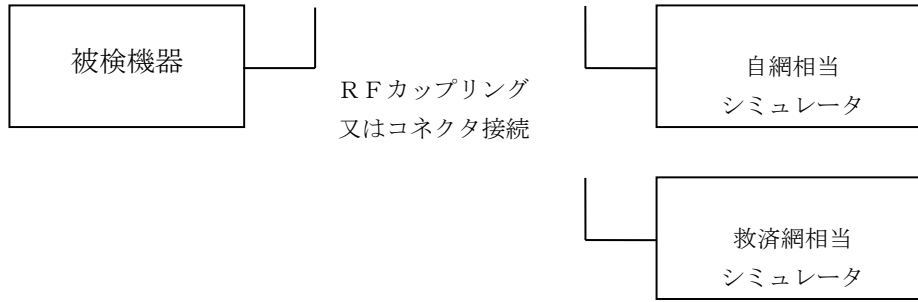 被検機器
ＲＦカップリング
又はコネクタ接続
自網相当
シミュレータ
救済網相当
シミュレータ